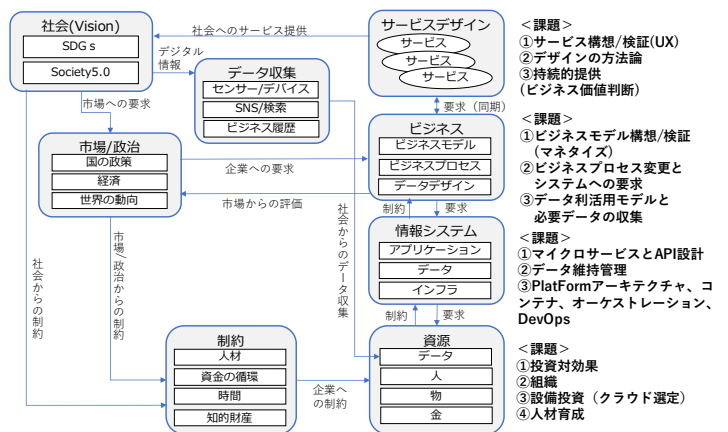 社会(Vision)
SDGｓ
Society5.0
社会へのサービス提供
デジタル
情報
データ収集
センサー/デバイス
SNS/検索
ビジネス履歴
サービスデザイン
サービス
サービス
サービス
＜課題＞
①サービス構想/検証(UX)
②デザインの方法論
③持続的提供
(ビジネス価値判断)
市場への要求
要求（同期）
市場/政治
国の政策
経済
世界の動向
企業への要求
市場からの評価
ビジネス
ビジネスモデル
ビジネスプロセス
データデザイン
＜課題＞
①ビジネスモデル構想/検証
（マネタイズ）
②ビジネスプロセス変更と
システムへの要求
③データ利活用モデルと
必要データの収集
制約
要求
情報システム
アプリケーション
データ
インフラ
＜課題＞
①マイクロサービスとAPI設計
②データ維持管理
③PlatFormアーキテクチャ、コ
ンテナ、オーケストレーション、
DevOps
社会からの制約
市場/政治からの制約
社会からのデータ収集
制約
要求
制約
人材
資金の循環
時間
知的財産
企業へ
の制約
資源
データ
人
物
金
＜課題＞
①投資対効果
②組織
③設備投資（クラウド選定）
④人材育成